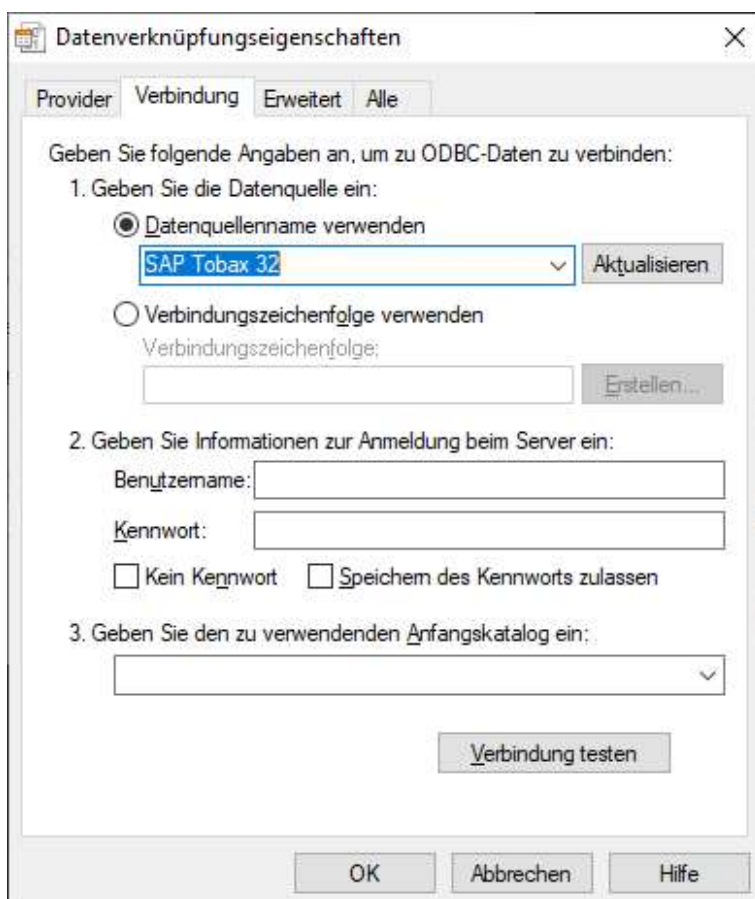 Datenverknüpfungseigenschaften
Provider Verbindung Erweitert Alle
Geben Sie folgende Angaben an, um zu ODBC-Daten zu verbinden:
1. Geben Sie die Datenquelle ein:
Datenquellenname verwenden
SAP Tobax 32 Aktualisieren
Verbindungszeichenfolge verwenden
Verbindungszeichenfolge:
Erstellen...
2. Geben Sie Informationen zur Anmeldung beim Server ein:
Benutzername:
Kennwort:
Kein Kennwort Speichern des Kennworts zulassen
3. Geben Sie den zu verwendenden Anfangskatalog ein:
Verbindung testen
OK Abbrechen Hilfe